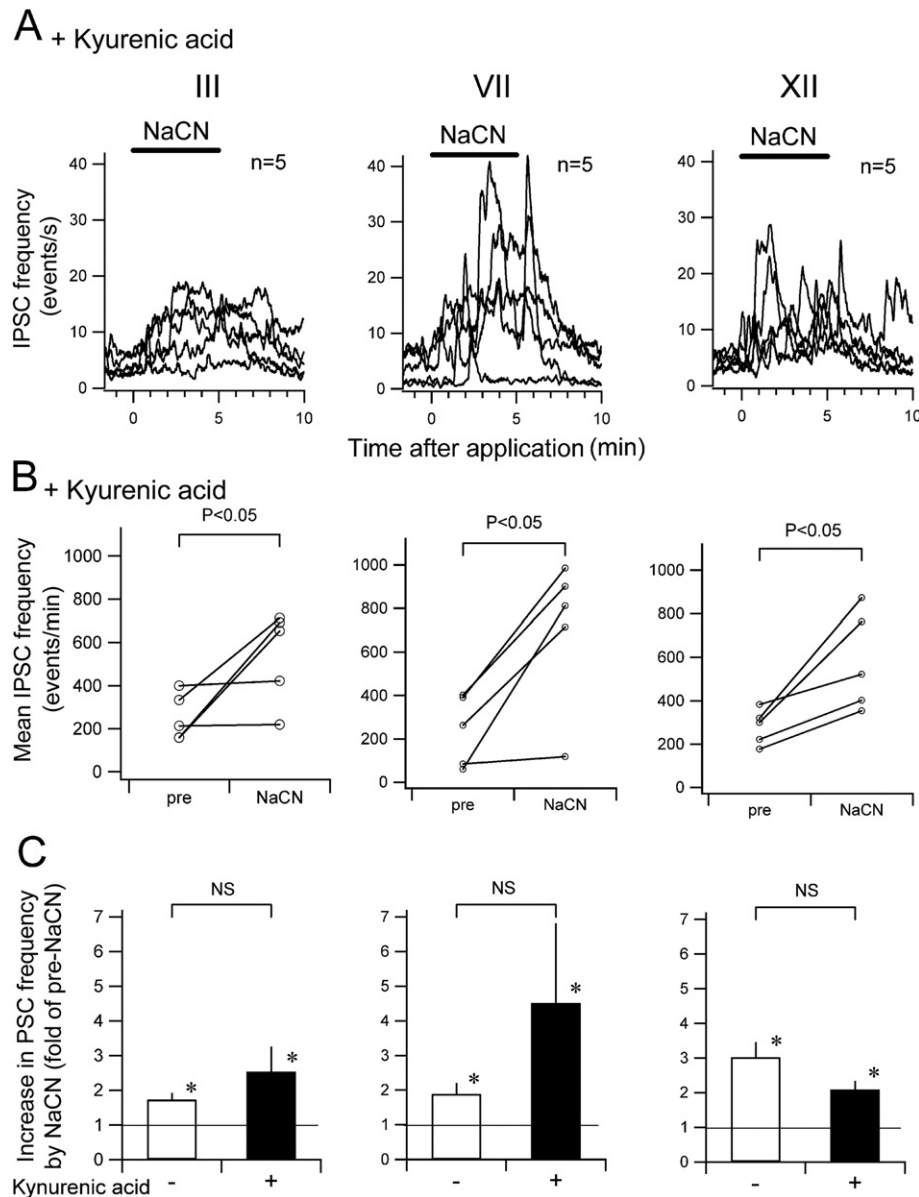 A + Kyurenic acid
III VII XII
NaCN NaCN NaCN
n=5 n=5 n=5
IPSC frequency
(events/s)
40 40 40
30 30 30
20 20 20
10 10 10
0 0 0
0 5 10 0 5 10 0 5 10
Time after application (min)
B + Kyurenic acid
P<0.05 P<0.05 P<0.05
Mean IPSC frequency
(events/min)
1000 1000 1000
800 800 800
600 600 600
400 400 400
200 200 200
0 0 0
pre NaCN pre NaCN pre NaCN
C
NS NS NS
Increase in PSC frequency
by NaCN (fold of pre-NaCN)
7 7 7
6 6 6
5 5 5
4 4 4
3 3 3
2 2 2
1 1 1
0 0 0
* * * * * *
Kynurenic acid - + - + - +